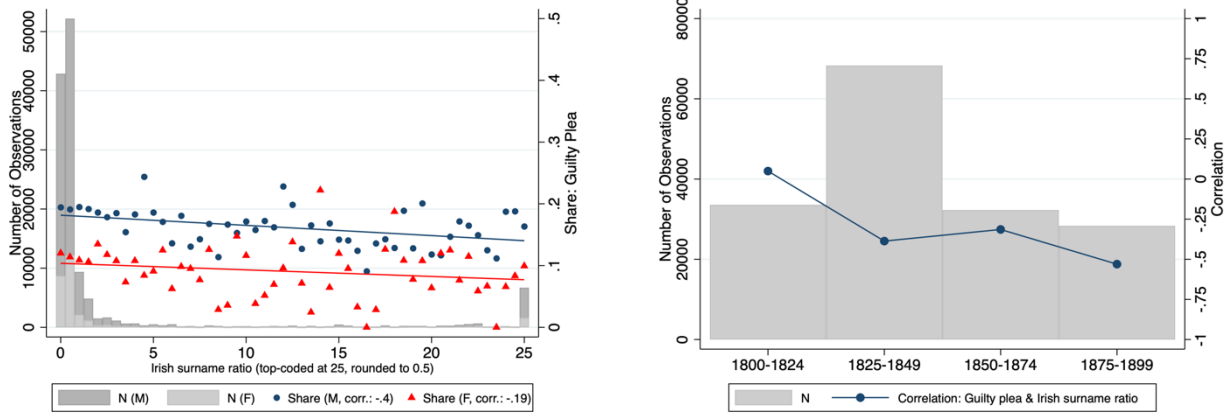 Number of Observations
50000
40000
30000
20000
10000
0
.5
.4
.3
.2
.1
0
Share: Guilty Plea
0 5 10 15 20 25
Irish surname ratio (top-coded at 25, rounded to 0.5)
N (M) N (F) Share (M, corr.: -.4) Share (F, corr.: -.19)
Number of Observations
80000
60000
40000
20000
0
1
.75
.5
.25
0
-.25
-.5
-.75
-1
Correlation
1800-1824 1825-1849 1850-1874 1875-1899
N Correlation: Guilty plea & Irish surname ratio